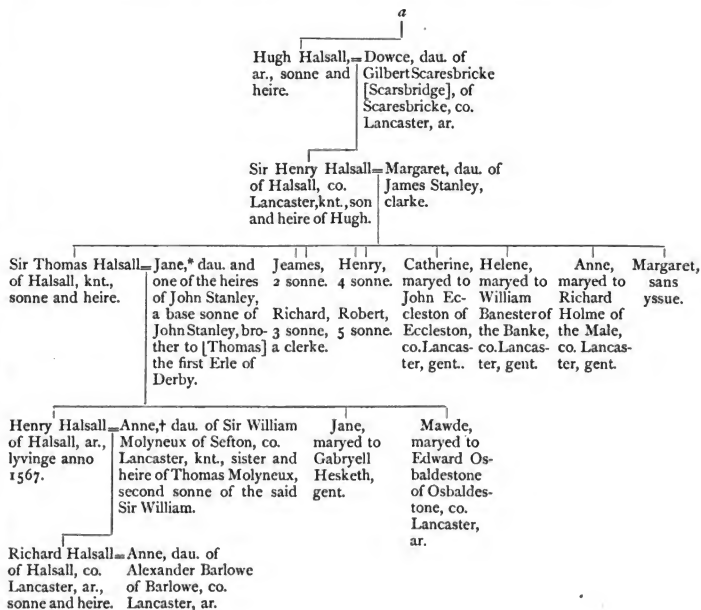 a
Hugh Halsall,=Dowce, dau. of
ar., sonne and
heire.
Gilbert Scaresbricke
[Scarsbridge], of
Scaresbricke, co.
Lancaster, ar.
Sir Henry Halsall=Margaret, dau. of
of Halsall, co.
Lancaster, knt., son
and heire of Hugh.
James Stanley,
clarke.
Sir Thomas Halsall=
of Halsall, knt.,
sonne and heire.
Jane,* dau. and
one of the heires
of John Stanley,
a base sonne of
John Stanley, bro-
ther to [Thomas]
the first Erle of
Derby.
Jeames,
2 sonne.
Richard,
3 sonne,
a clerke.
Henry,
4 sonne.
Robert,
5 sonne.
Catherine,
maryed to
John Ec-
cleston of
Eccleston,
co. Lancas-
ter, gent..
Helene,
maryed to
William
Banester of
the Banke,
co. Lancas-
ter, gent.
Anne,
maryed to
Richard
Holme of
the Male,
co. Lancas-
ter, gent.
Margaret,
sans
yssue.
Henry Halsall=
of Halsall, ar.,
lyvinge anno
1567.
Anne,† dau. of Sir William
Molyneux of Sefton, co.
Lancaster, knt., sister and
heire of Thomas Molyneux,
second sonne of the said
Sir William.
Jane,
maryed to
Gabryell
Hesketh,
gent.
Mawde,
maryed to
Edward Os-
baldestone
of Osbaldes-
tone, co.
Lancaster,
ar.
Richard Halsall=
of Halsall, co.
Lancaster, ar.,
sonne and heire.
Anne, dau. of
Alexander Barlowe
of Barlowe, co.
Lancaster, ar.